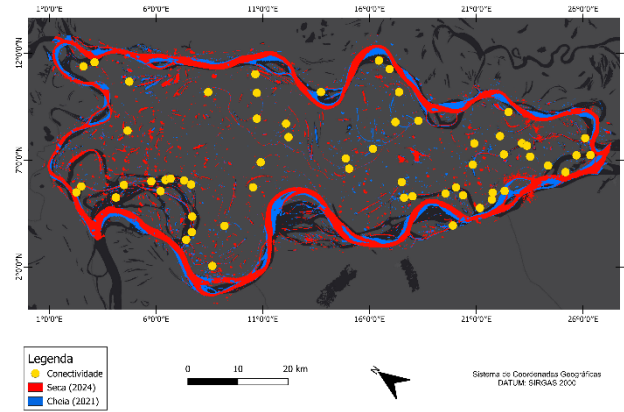 1°0'0"E 6°0'0"E 11°0'0"E 16°0'0"E 21°0'0"E 26°0'0"E
12°0'0"N
7°0'0"N
2°0'0"N
1°0'0"E 6°0'0"E 11°0'0"E 16°0'0"E 21°0'0"E 26°0'0"E
Legenda
Conectividade
Seca (2024)
Cheia (2021)
0 10 20 km
N
Sistema de Coordenadas Geográficas
DATUM: SIRGAS 2000